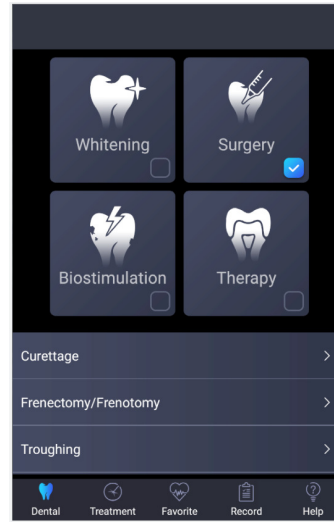 Whitening
Surgery
Biostimulation
Therapy
Curettage
Frenectomy/Frenotomy
Troughing
Dental Treatment Favorite Record Help